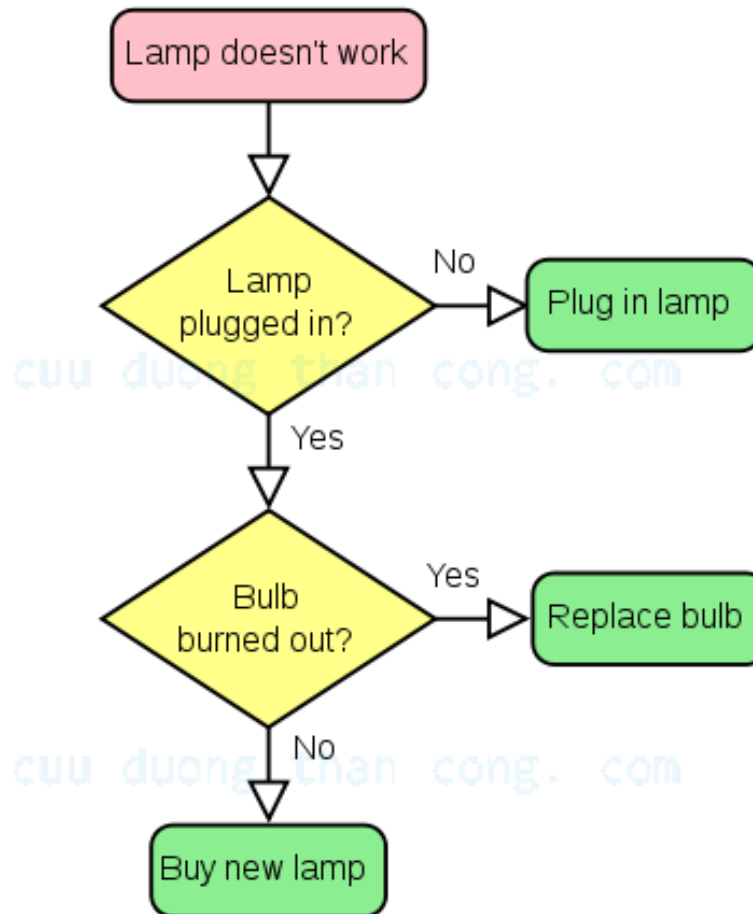 Lamp doesn't work
Lamp
plugged in?
No
Plug in lamp
cuu duong than cong. com
Yes
Bulb
burned out?
Yes
Replace bulb
No
cuu duong than cong. com
Buy new lamp